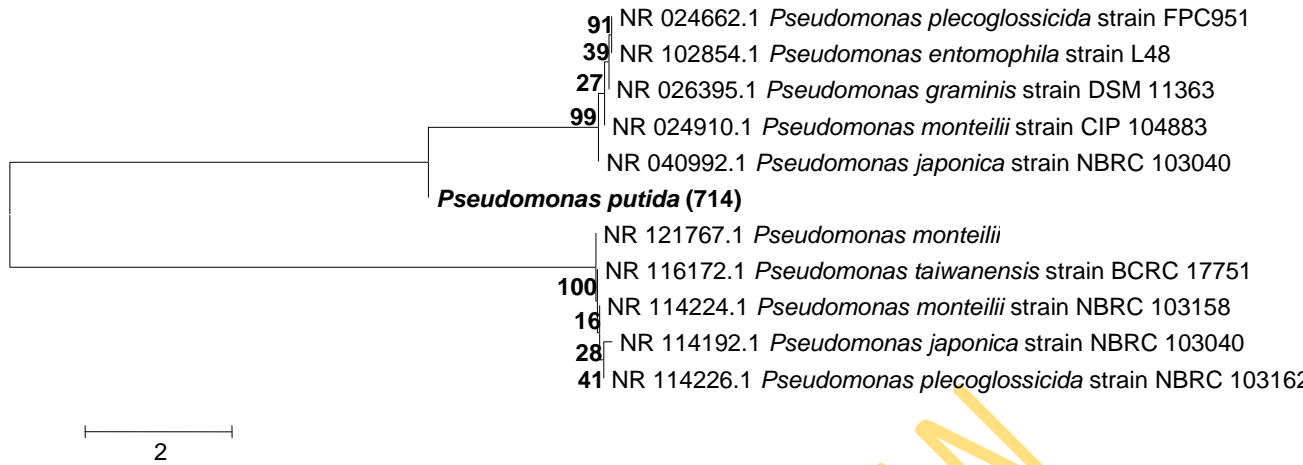 91 NR 024662.1 Pseudomonas plecoglossicida strain FPC951
39 NR 102854.1 Pseudomonas entomophila strain L48
27 NR 026395.1 Pseudomonas graminis strain DSM 11363
99 NR 024910.1 Pseudomonas monteilii strain CIP 104883
NR 040992.1 Pseudomonas japonica strain NBRC 103040
Pseudomonas putida (714)
NR 121767.1 Pseudomonas monteilii
NR 116172.1 Pseudomonas taiwanensis strain BCRC 17751
100
NR 114224.1 Pseudomonas monteilii strain NBRC 103158
16
NR 114192.1 Pseudomonas japonica strain NBRC 103040
28
41 NR 114226.1 Pseudomonas plecoglossicida strain NBRC 103162
2